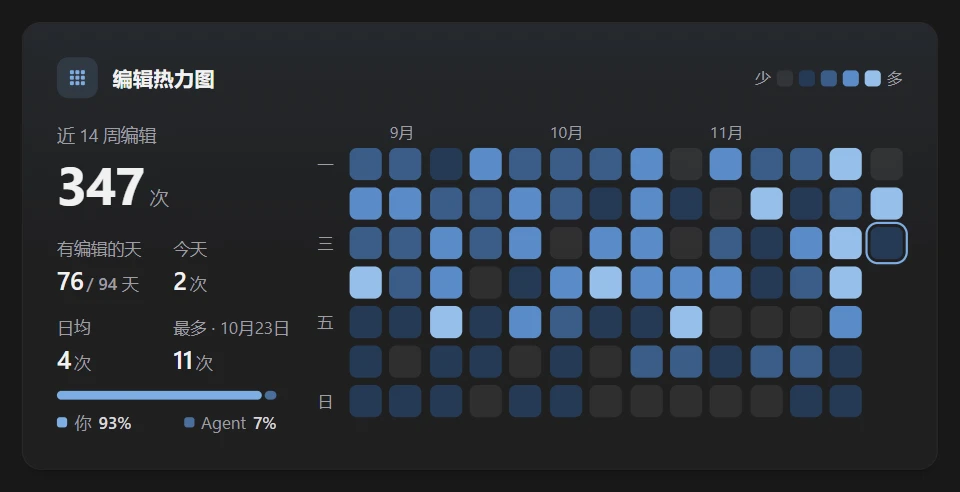 编辑热力图
少 多
近 14 周编辑
347 次
有编辑的天 今天
76 / 94 天 2 次
日均 最多 · 10月23日
4 次 11 次
你 93% Agent 7%
9月 10月 11月
一
三
五
日